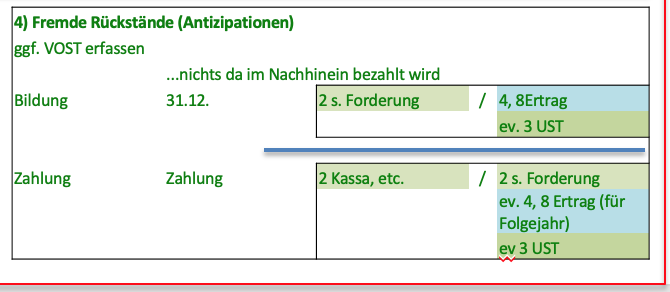 4) Fremde Rückstände (Antizipationen)
ggf. VOST erfassen
...nichts da im Nachhinein bezahlt wird
Bildung 31.12. 2 s. Forderung / 4, 8Ertrag
ev. 3 UST
Zahlung Zahlung 2 Kassa, etc. / 2 s. Forderung
ev. 4, 8 Ertrag (für
Folgejahr)
ev 3 UST